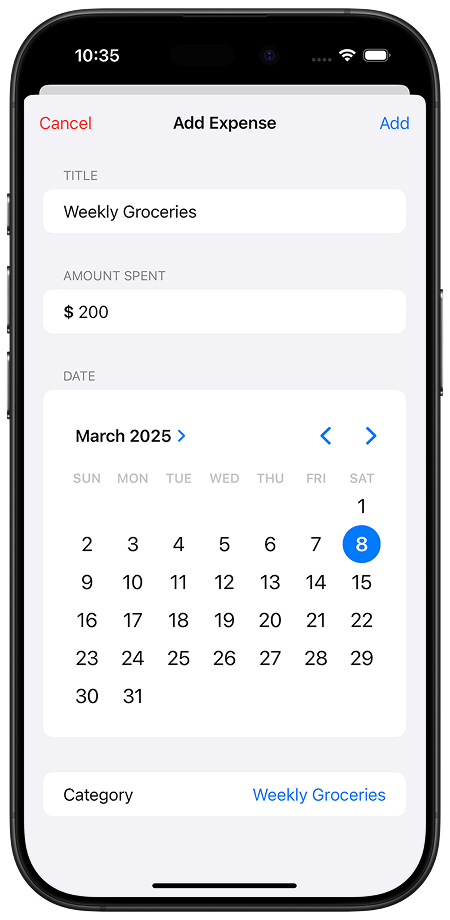 10:35
Cancel Add Expense Add
TITLE
Weekly Groceries
AMOUNT SPENT
$ 200
DATE
March 2025
SUN MON TUE WED THU FRI SAT
1
2 3 4 5 6 7 8
9 10 11 12 13 14 15
16 17 18 19 20 21 22
23 24 25 26 27 28 29
30 31
Category Weekly Groceries